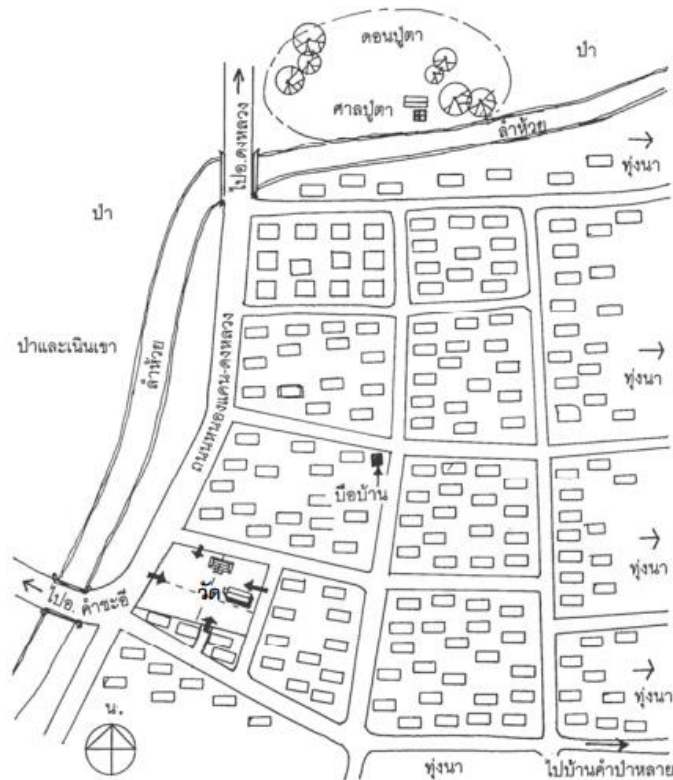 ดอนปู่ตา
ป่า
ศาลปู่ตา
ลำห้วย
ทุ่งนา
ไปอ.ดงหลวง
ป่า
ป่าและเนินเขา
ลำห้วย
ถนนหนองแคน-ดงหลวง
ทุ่งนา
บือบ้าน
ทุ่งนา
วัด
ไปอ. คำชะอี
ทุ่งนา
น.
ทุ่งนา
ไปบ้านคำป่าหลาย